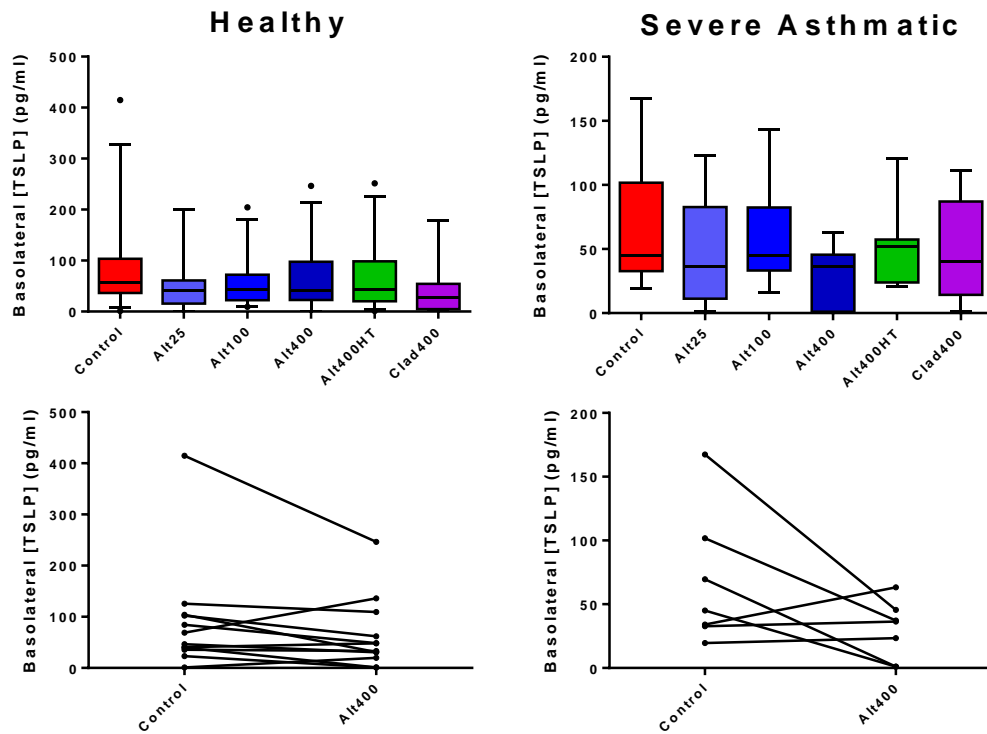 Healthy
Severe Asthmatic
Basolateral [TSLP] (pg/ml)
500
400
300
200
100
0
Control
Alt25
Alt100
Alt400
Alt400HT
Clad400
Basolateral [TSLP] (pg/ml)
200
150
100
50
0
Control
Alt25
Alt100
Alt400
Alt400HT
Clad400
Basolateral [TSLP] (pg/ml)
500
400
300
200
100
0
Control
Alt400
Basolateral [TSLP] (pg/ml)
200
150
100
50
0
Control
Alt400